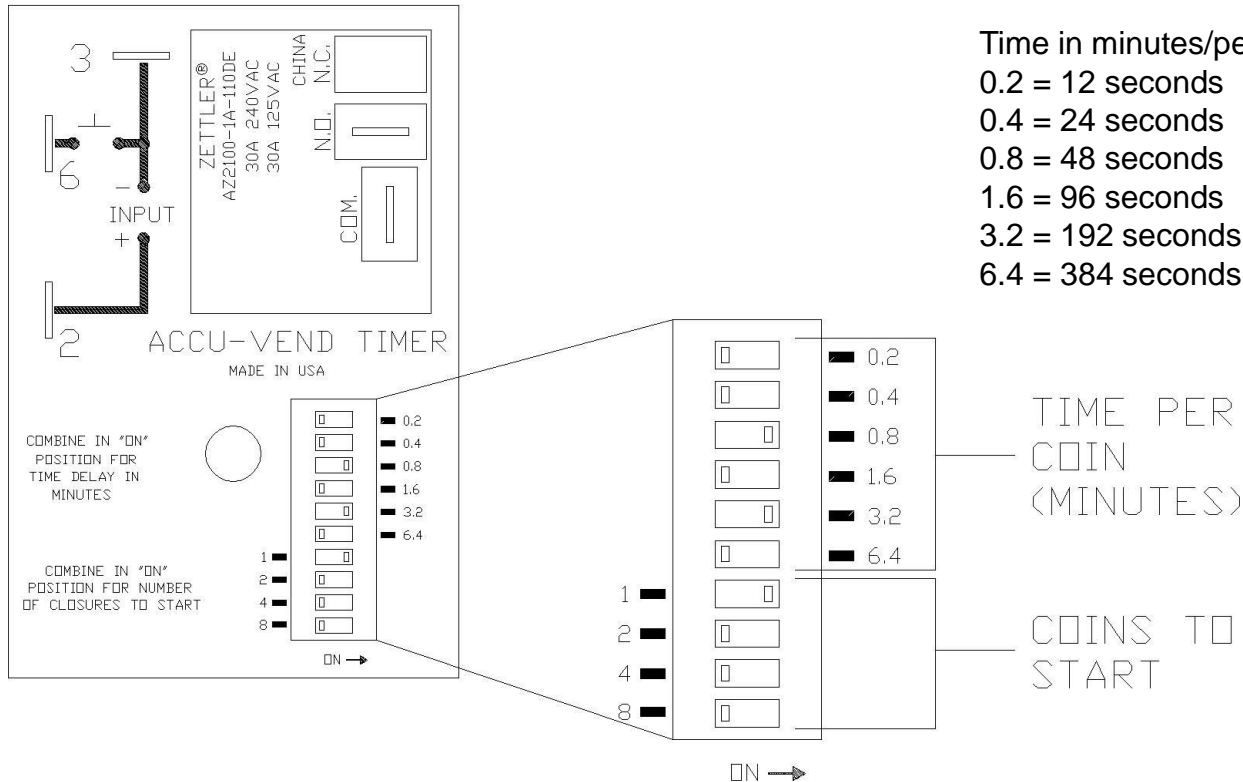 3
6
- INPUT
+
2
ZETTLER®
AZ2100-1A-110DE
30A 240VAC
30A 125VAC
CHINA
N.C.
N.O.
COM.
ACCU-VEND TIMER
MADE IN USA
COMBINE IN "ON"
POSITION FOR
TIME DELAY IN
MINUTES
0.2
0.4
0.8
1.6
3.2
6.4
COMBINE IN "ON"
POSITION FOR NUMBER
OF CLOSURES TO START
1
2
4
8
ON
Time in minutes/pe
0.2 = 12 seconds
0.4 = 24 seconds
0.8 = 48 seconds
1.6 = 96 seconds
3.2 = 192 seconds
6.4 = 384 seconds
0.2
0.4
0.8
1.6
3.2
6.4
TIME PER
COIN
(MINUTES)
1
2
4
8
COINS TO
START
ON